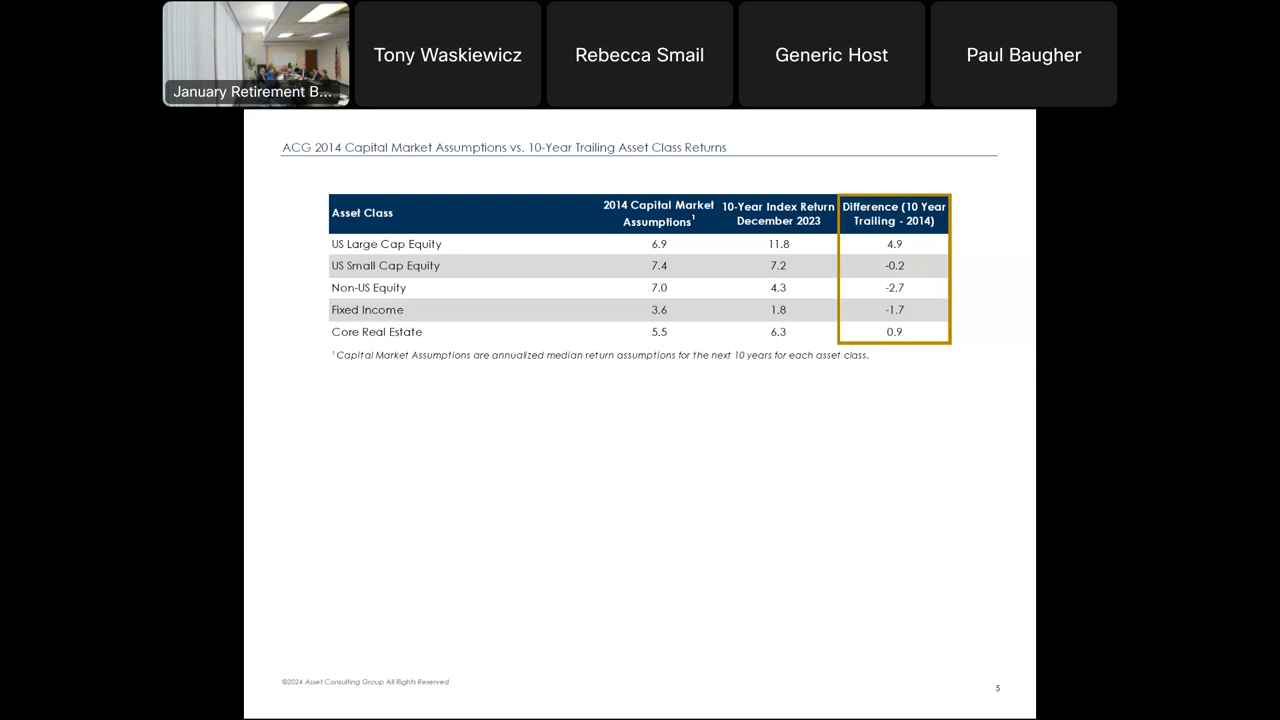 January Retirement B...
Tony Waskiewicz
Rebecca Smail
Generic Host
Paul Baugher
ACG 2014 Capital Market Assumptions vs. 10-Year Trailing Asset Class Returns
Asset Class
2014 Capital Market
Assumptions1
10-Year Index Return
December 2023
Difference (10 Year
Trailing - 2014)
US Large Cap Equity 6.9 11.8 4.9
US Small Cap Equity 7.4 7.2 -0.2
Non-US Equity 7.0 4.3 -2.7
Fixed Income 3.6 1.8 -1.7
Core Real Estate 5.5 6.3 0.9
1 Capital Market Assumptions are annualized median return assumptions for the next 10 years for each asset class.
©2024 Asset Consulting Group All Rights Reserved
5